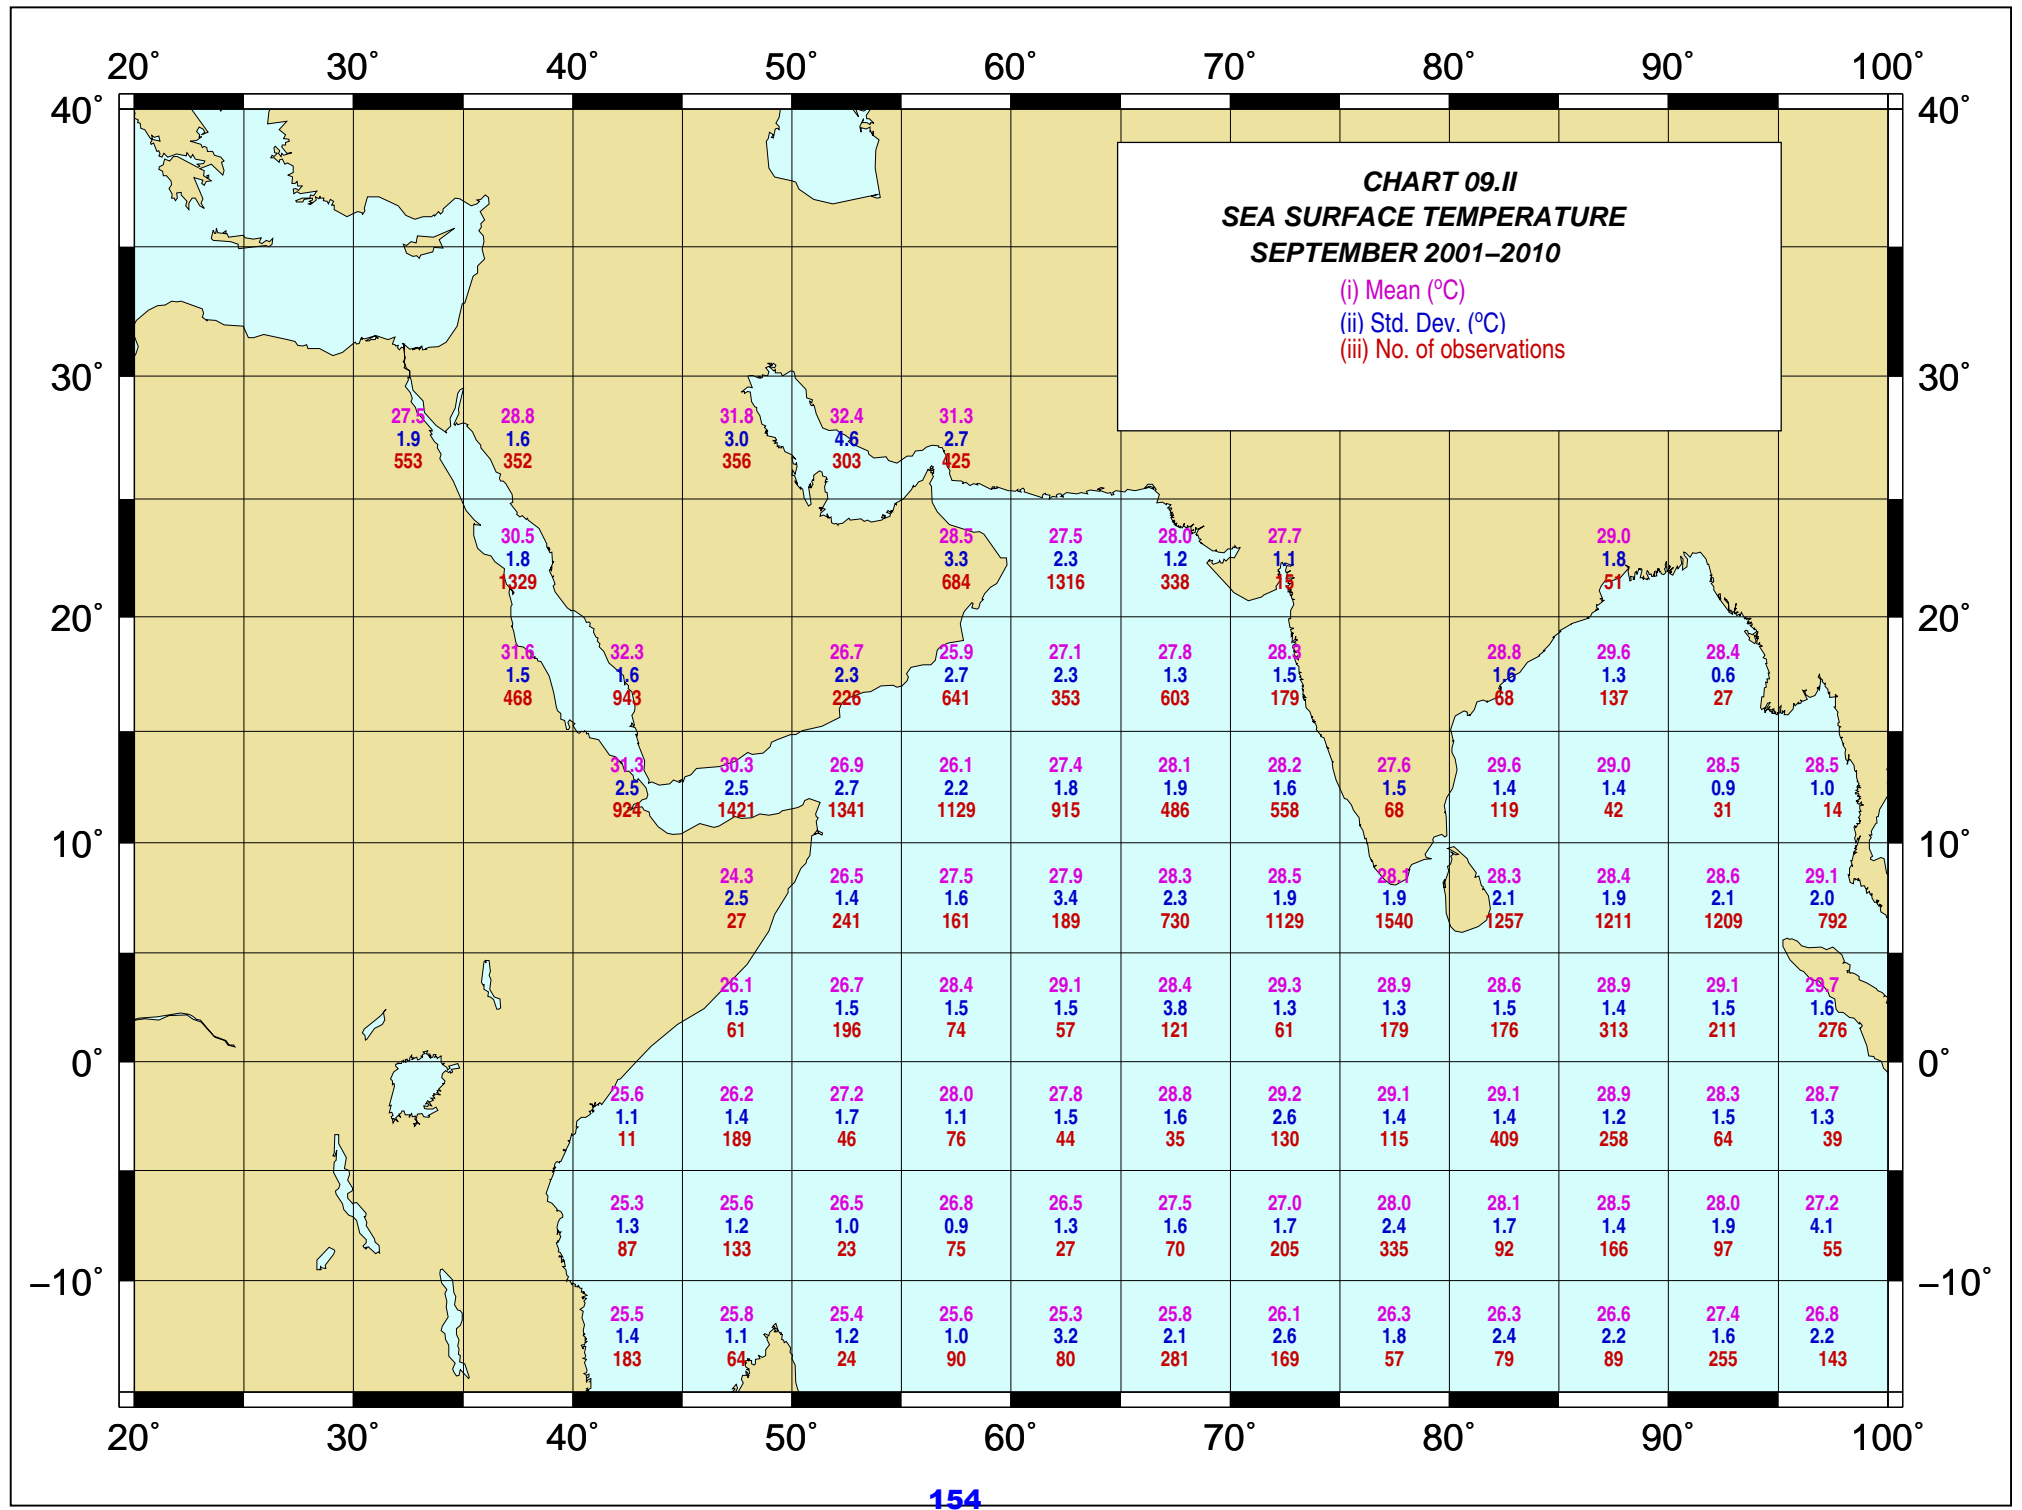 20° 30° 40° 50° 60° 70° 80° 90° 100°
40° 40°
CHART 09.II
SEA SURFACE TEMPERATURE
SEPTEMBER 2001–2010
(i) Mean (°C)
(ii) Std. Dev. (°C)
(iii) No. of observations
30° 30°
27.5 28.8 31.8 32.4 31.3
1.9 1.6 3.0 4.6 2.7
553 352 356 303 425
30.5 28.5 27.5 28.0 27.7 29.0
1.8 3.3 2.3 1.2 1.1 1.8
1329 684 1316 338 15 51
20° 20°
31.6 32.3 26.7 25.9 27.1 27.8 28.3 28.8 29.6 28.4
1.5 1.6 2.3 2.7 2.3 1.3 1.5 1.6 1.3 0.6
468 943 226 641 353 603 179 68 137 27
31.3 30.3 26.9 26.1 27.4 28.1 28.2 27.6 29.6 29.0 28.5 28.5
2.5 2.5 2.7 2.2 1.8 1.9 1.6 1.5 1.4 1.4 0.9 1.0
924 1421 1341 1129 915 486 558 68 119 42 31 14
10° 10°
24.3 26.5 27.5 27.9 28.3 28.5 28.1 28.3 28.4 28.6 29.1
2.5 1.4 1.6 3.4 2.3 1.9 1.9 2.1 1.9 2.1 2.0
27 241 161 189 730 1129 1540 1257 1211 1209 792
26.1 26.7 28.4 29.1 28.4 29.3 28.9 28.6 28.9 29.1 29.7
1.5 1.5 1.5 1.5 3.8 1.3 1.3 1.5 1.4 1.5 1.6
61 196 74 57 121 61 179 176 313 211 276
0° 0°
25.6 26.2 27.2 28.0 27.8 28.8 29.2 29.1 29.1 28.9 28.3 28.7
1.1 1.4 1.7 1.1 1.5 1.6 2.6 1.4 1.4 1.2 1.5 1.3
11 189 46 76 44 35 130 115 409 258 64 39
25.3 25.6 26.5 26.8 26.5 27.5 27.0 28.0 28.1 28.5 28.0 27.2
1.3 1.2 1.0 0.9 1.3 1.6 1.7 2.4 1.7 1.4 1.9 4.1
87 133 23 75 27 70 205 335 92 166 97 55
–10° –10°
25.5 25.8 25.4 25.6 25.3 25.8 26.1 26.3 26.3 26.6 27.4 26.8
1.4 1.1 1.2 1.0 3.2 2.1 2.6 1.8 2.4 2.2 1.6 2.2
183 64 24 90 80 281 169 57 79 89 255 143
20° 30° 40° 50° 60° 70° 80° 90° 100°
154